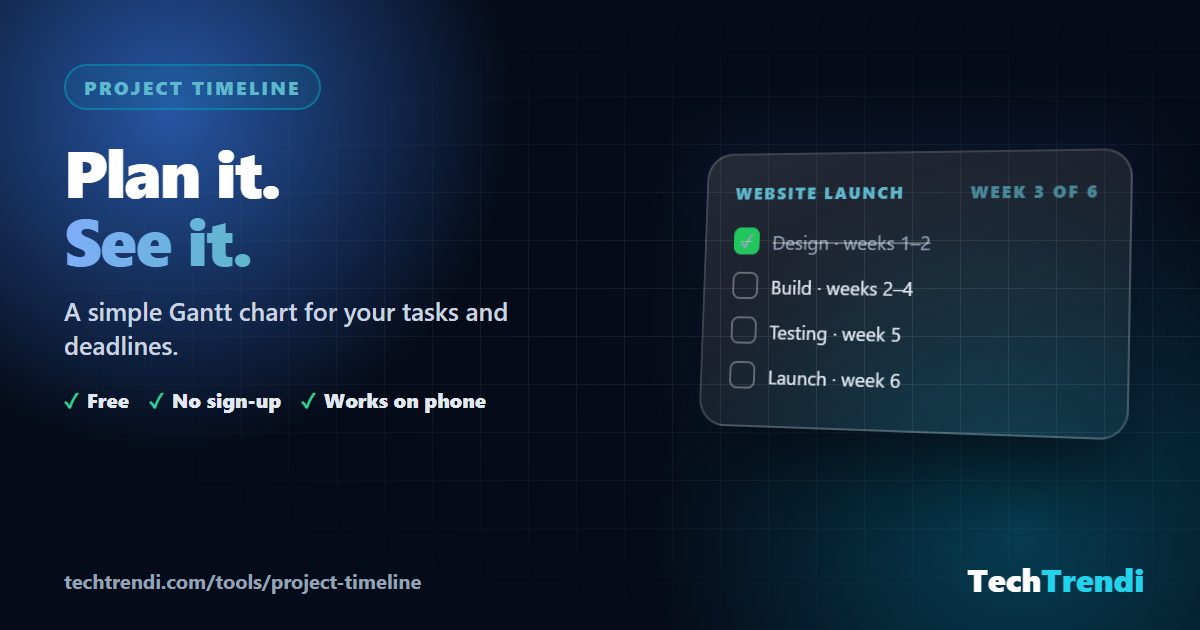 PROJECT TIMELINE
Plan it.
See it.
A simple Gantt chart for your tasks and
deadlines.
✓ Free ✓ No sign-up ✓ Works on phone
WEBSITE LAUNCH WEEK 3 OF 6
✓ Design · weeks 1–2
Build · weeks 2–4
Testing · week 5
Launch · week 6
techtrendi.com/tools/project-timeline
TechTrendi